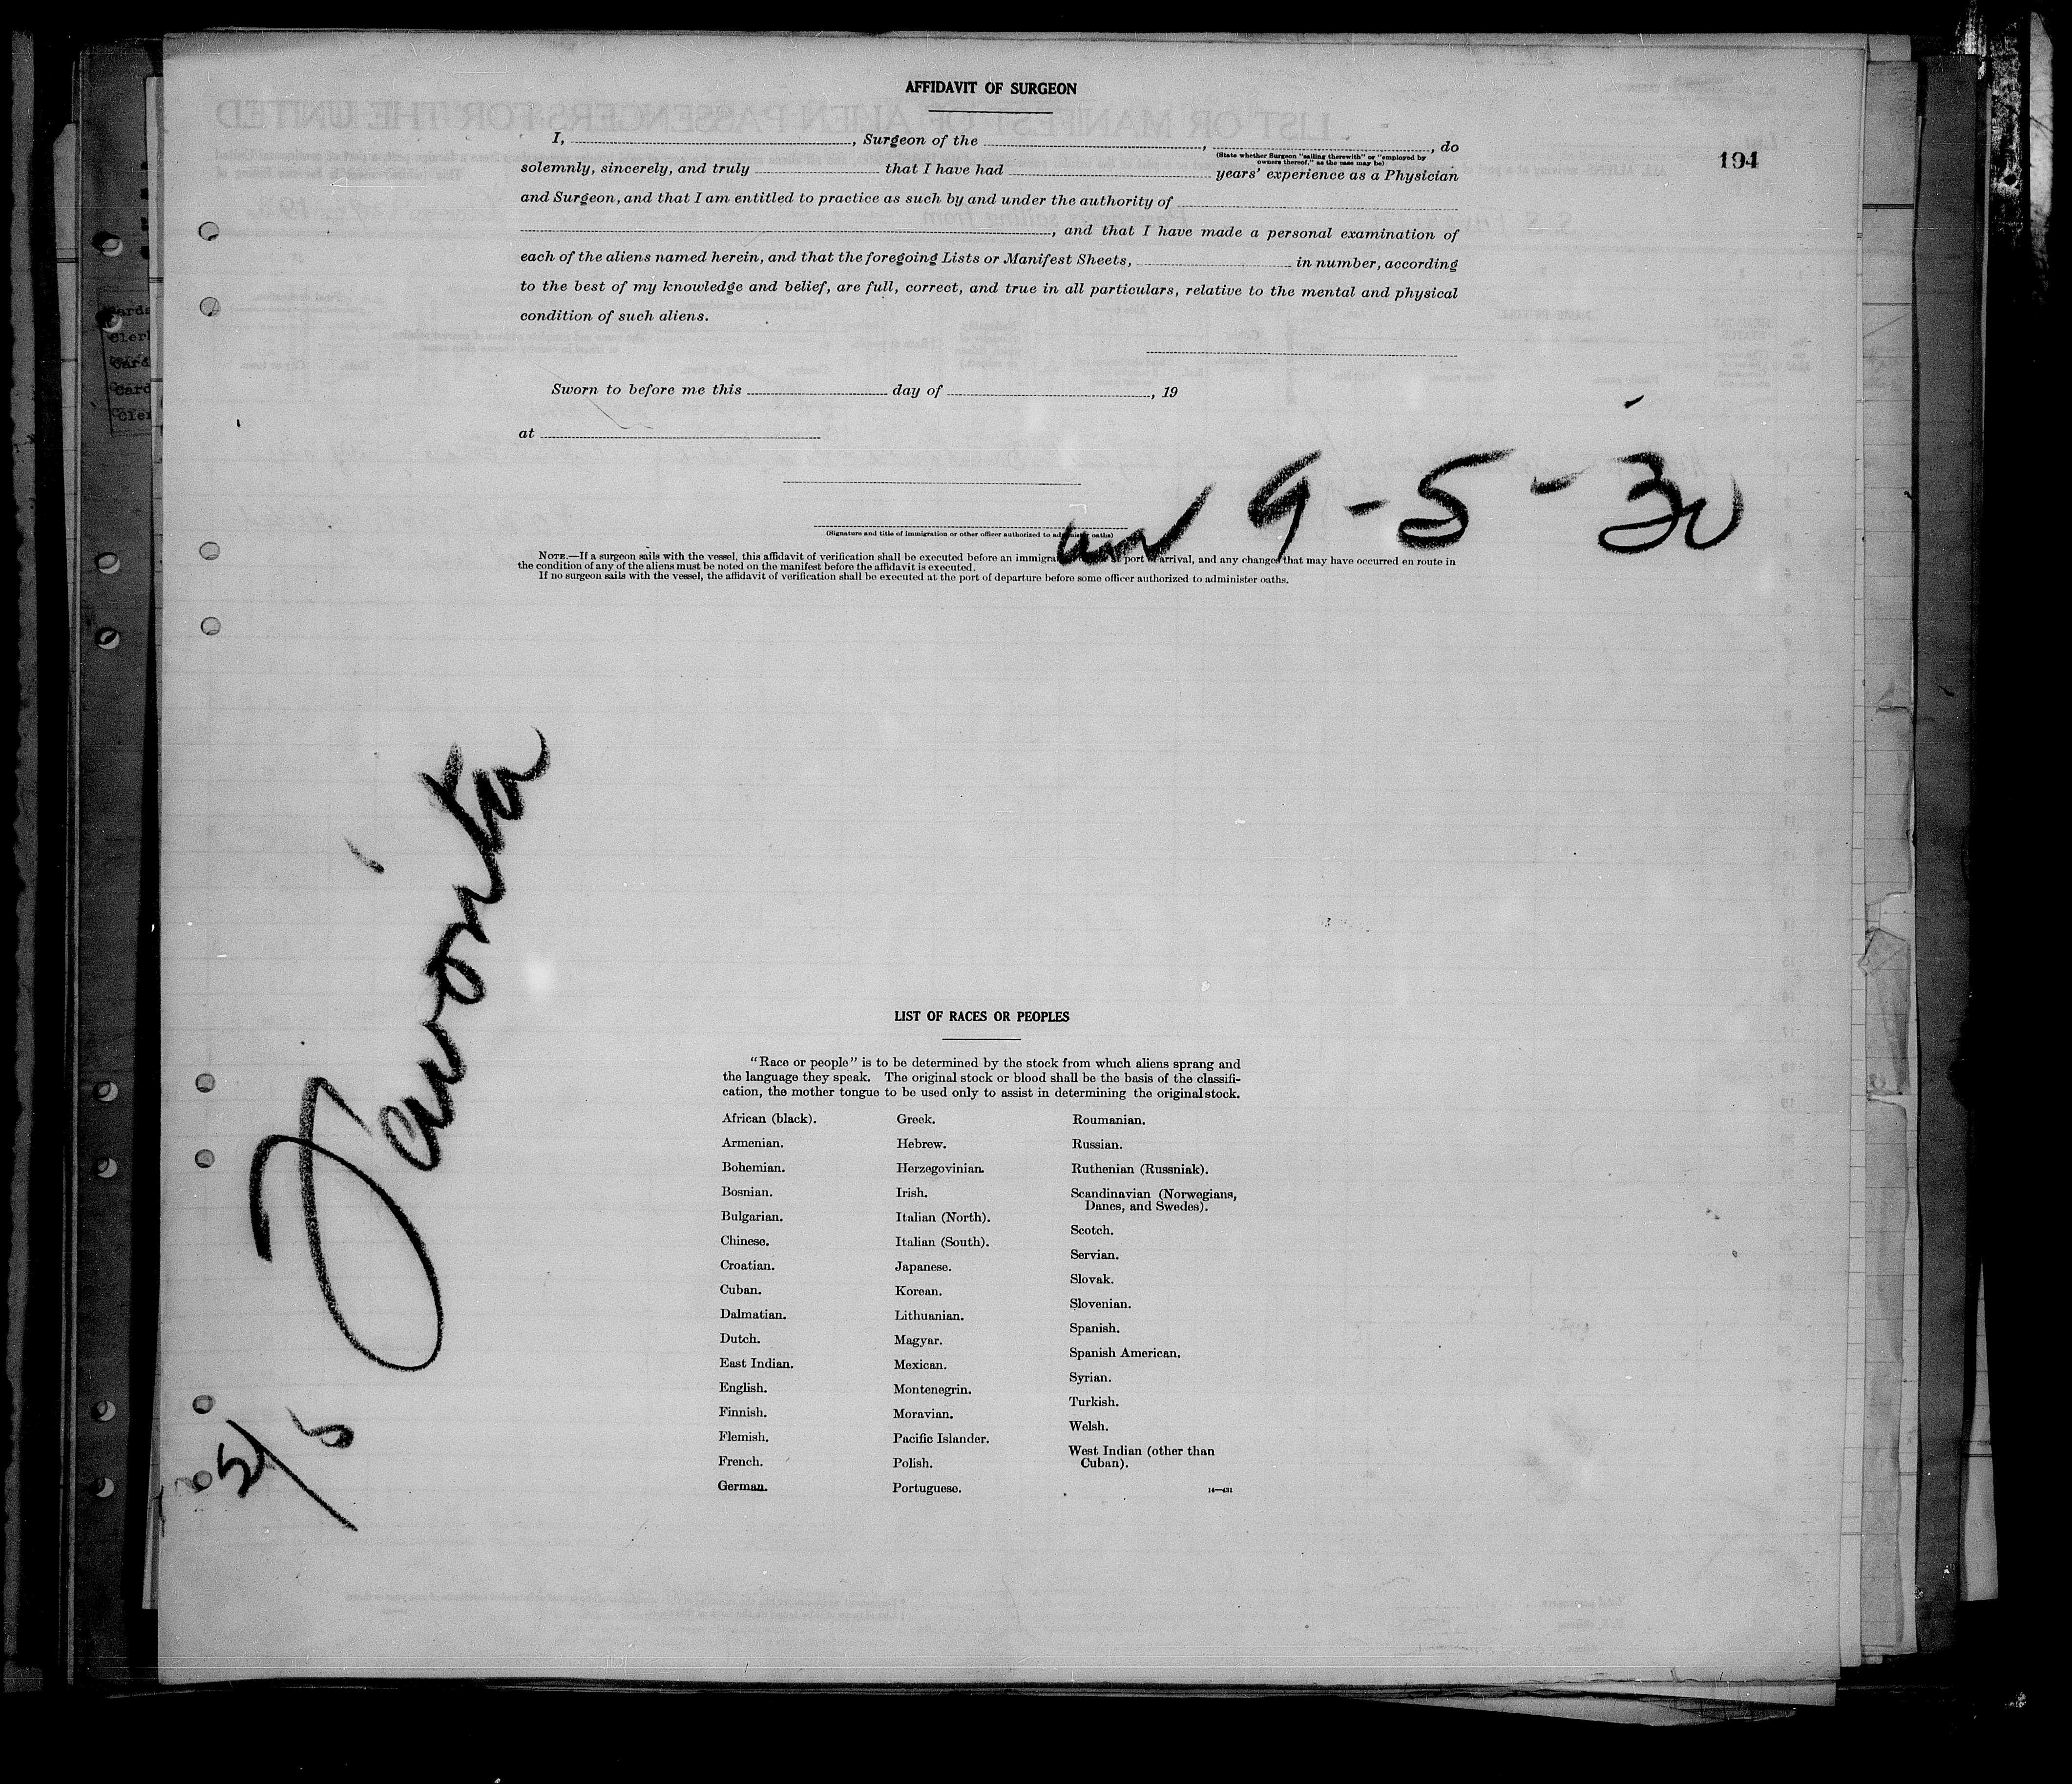 AFFIDAVIT OF SURGEON
194
I, , Surgeon of the , , do
(State whether Surgeon "sailing therewith" or "employed by
owners thereof," as the case may be)
solemnly, sincerely, and truly that I have had years' experience as a Physician
and Surgeon, and that I am entitled to practice as such by and under the authority of
, and that I have made a personal examination of
each of the aliens named herein, and that the foregoing Lists or Manifest Sheets, in number, according
to the best of my knowledge and belief, are full, correct, and true in all particulars, relative to the mental and physical
condition of such aliens.
Sworn to before me this day of , 19
at
9-5-30
(Signature and title of immigration or other officer authorized to administer oaths)
NOTE.—If a surgeon sails with the vessel, this affidavit of verification shall be executed before an port of arrival, and any changes that may have occurred en route in
the condition of any of the aliens must be noted on the manifest before the affidavit is executed.
If no surgeon sails with the vessel, the affidavit of verification shall be executed at the port of departure before some officer authorized to administer oaths.
Favorita
LIST OF RACES OR PEOPLES
"Race or people" is to be determined by the stock from which aliens sprang and
the language they speak. The original stock or blood shall be the basis of the classifi-
cation, the mother tongue to be used only to assist in determining the original stock.
African (black).
Armenian.
Bohemian.
Bosnian.
Bulgarian.
Chinese.
Croatian.
Cuban.
Dalmatian.
Dutch.
East Indian.
English.
Finnish.
Flemish.
French.
German.
Greek.
Hebrew.
Herzegovinian.
Irish.
Italian (North).
Italian (South).
Japanese.
Korean.
Lithuanian.
Magyar.
Mexican.
Montenegrin.
Moravian.
Pacific Islander.
Polish.
Portuguese.
Roumanian.
Russian.
Ruthenian (Russniak).
Scandinavian (Norwegians,
Danes, and Swedes).
Scotch.
Servian.
Slovak.
Slovenian.
Spanish.
Spanish American.
Syrian.
Turkish.
Welsh.
West Indian (other than
Cuban).
14—431